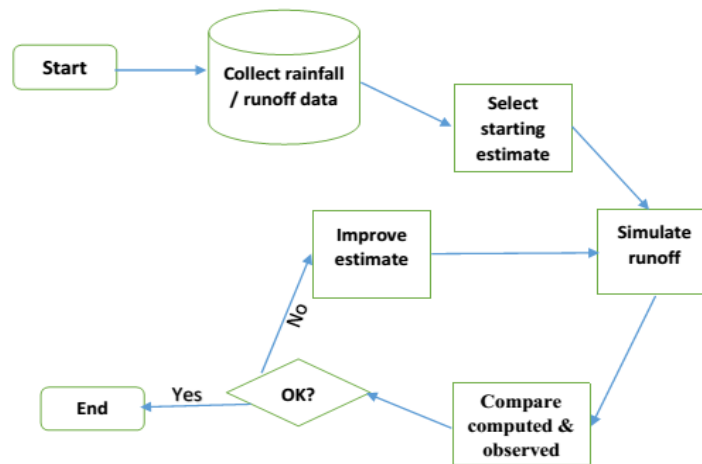 Start
Collect rainfall
/ runoff data
Select
starting
estimate
Simulate
runoff
Improve
estimate
No
OK?
Yes
End
Compare
computed &
observed